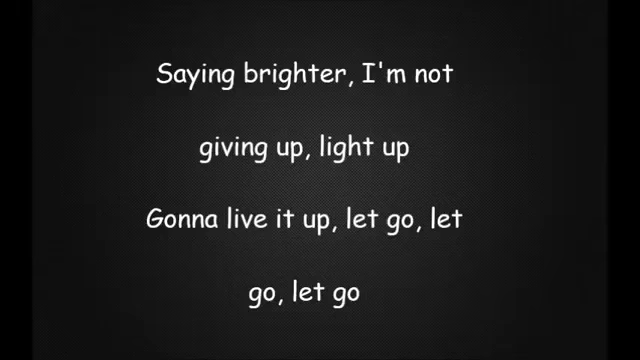 Saying brighter, I'm not
giving up, light up
Gonna live it up, let go, let
go, let go